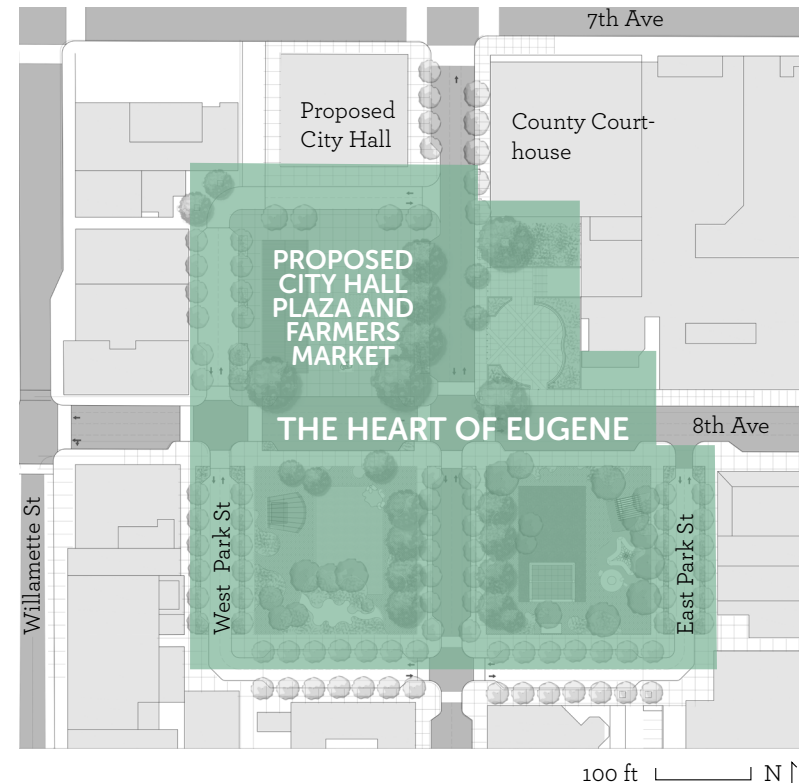 7th Ave
Proposed
City Hall
County Court-
house
PROPOSED
CITY HALL
PLAZA AND
FARMERS
MARKET
THE HEART OF EUGENE
8th Ave
Willamette St
West Park St
East Park St
100 ft
N